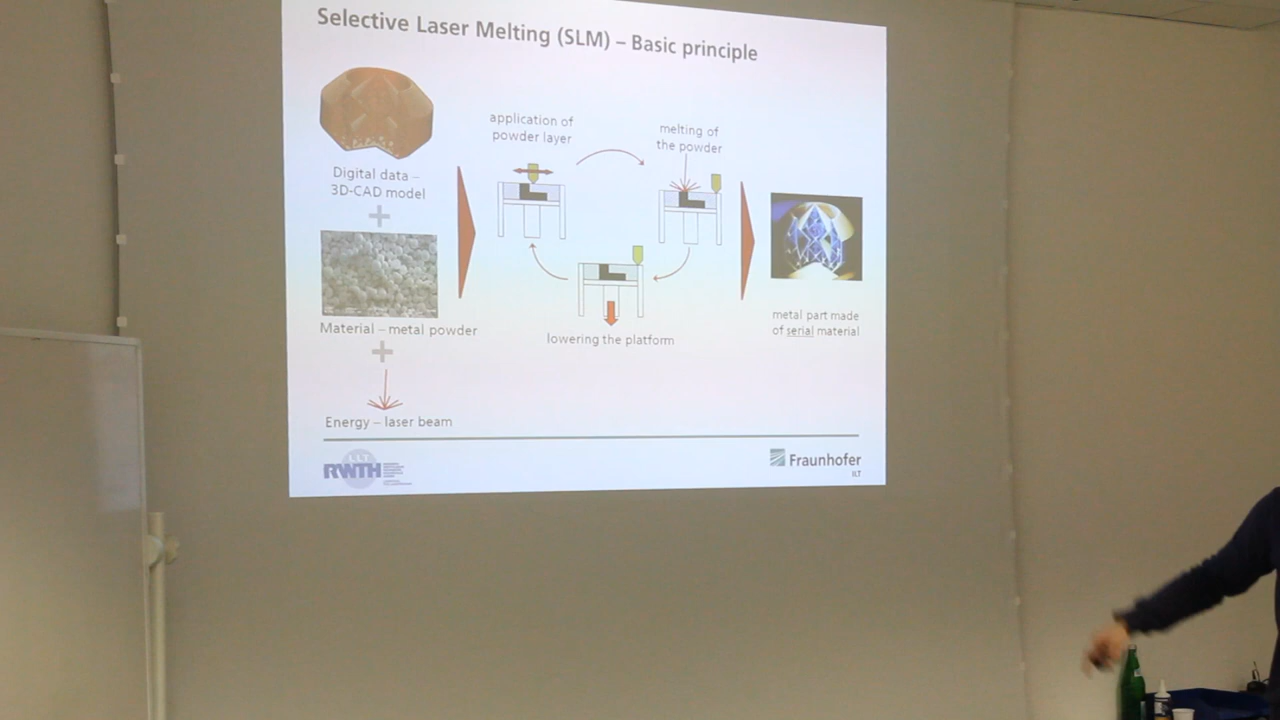 Selective Laser Melting (SLM) – Basic principle
Digital data –
3D-CAD model
Material – metal powder
Energy – laser beam
application of
powder layer
melting of
the powder
lowering the platform
metal part made
of serial material
RWTH
Fraunhofer
ILT